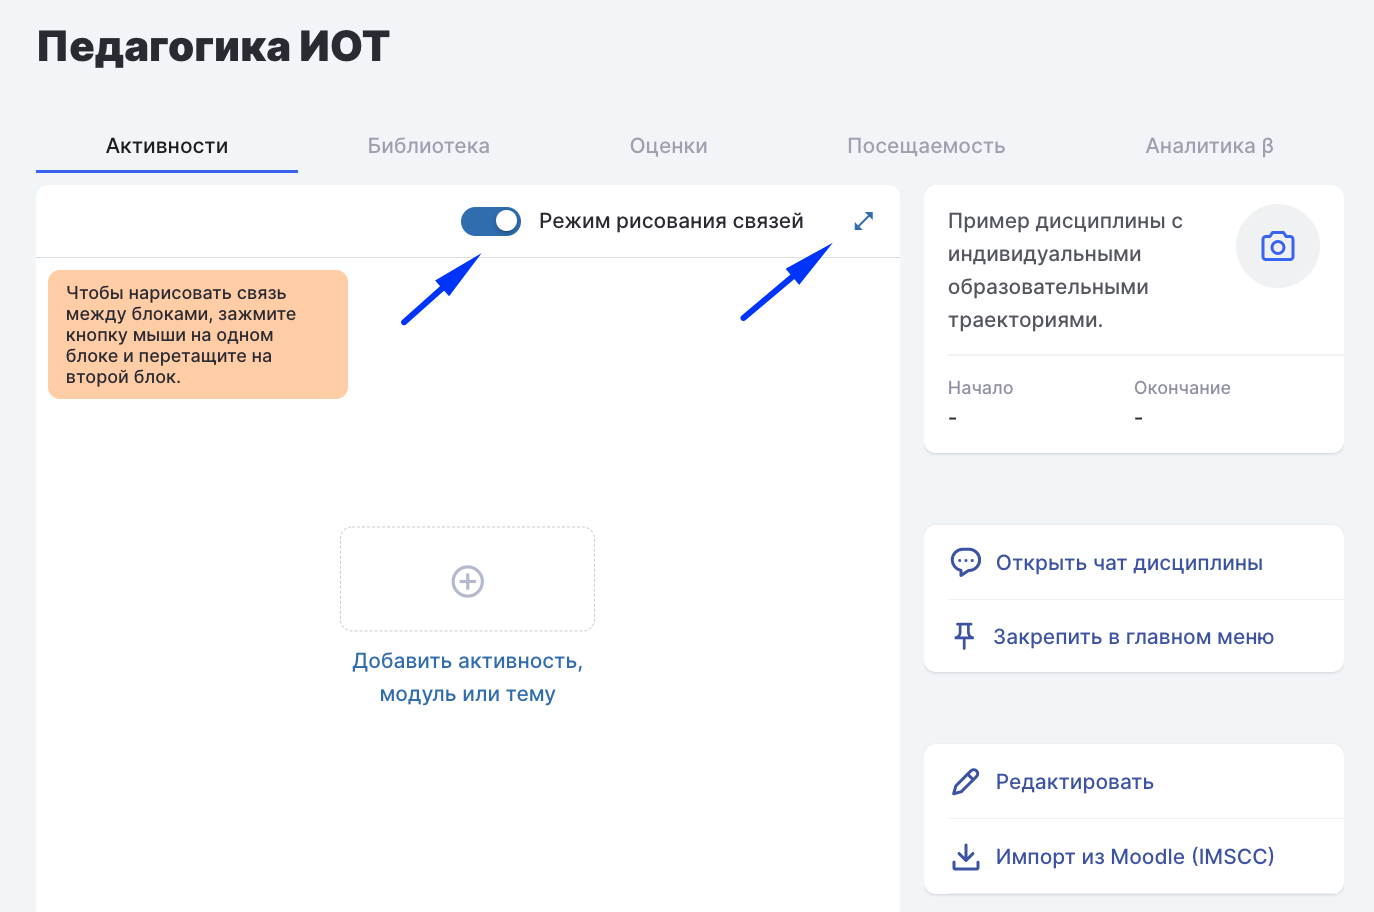 Педагогика ИОТ
Активности
Библиотека
Оценки
Посещаемость
Аналитика β
Режим рисования связей
Чтобы нарисовать связь
между блоками, зажмите
кнопку мыши на одном
блоке и перетащите на
второй блок.
Добавить активность,
модуль или тему
Пример дисциплины с
индивидуальными
образовательными
траекториями.
Начало
Окончание
-
-
Открыть чат дисциплины
Закрепить в главном меню
Редактировать
Импорт из Moodle (IMSCC)